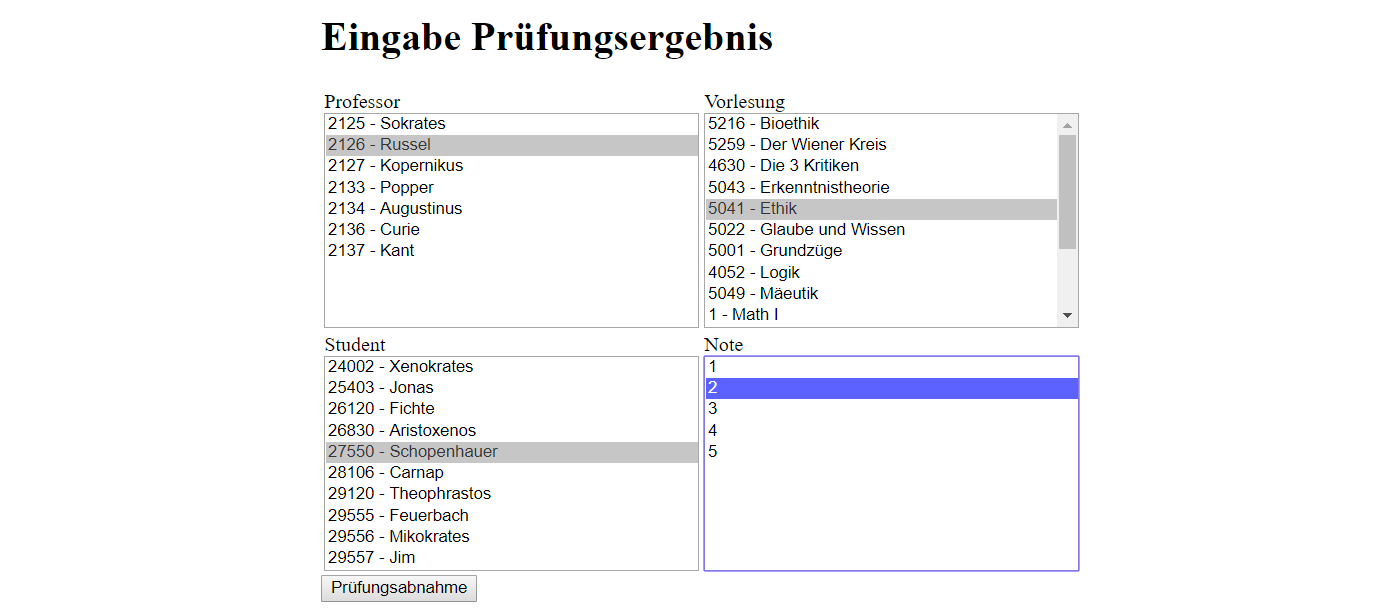 Eingabe Prüfungsergebnis
Professor
2125 - Sokrates
2126 - Russel
2127 - Kopernikus
2133 - Popper
2134 - Augustinus
2136 - Curie
2137 - Kant
Vorlesung
5216 - Bioethik
5259 - Der Wiener Kreis
4630 - Die 3 Kritiken
5043 - Erkenntnistheorie
5041 - Ethik
5022 - Glaube und Wissen
5001 - Grundzüge
4052 - Logik
5049 - Mäeutik
1 - Math I
Student
24002 - Xenokrates
25403 - Jonas
26120 - Fichte
26830 - Aristoxenos
27550 - Schopenhauer
28106 - Carnap
29120 - Theophrastos
29555 - Feuerbach
29556 - Mikokrates
29557 - Jim
Note
1
2
3
4
5
Prüfungsabnahme